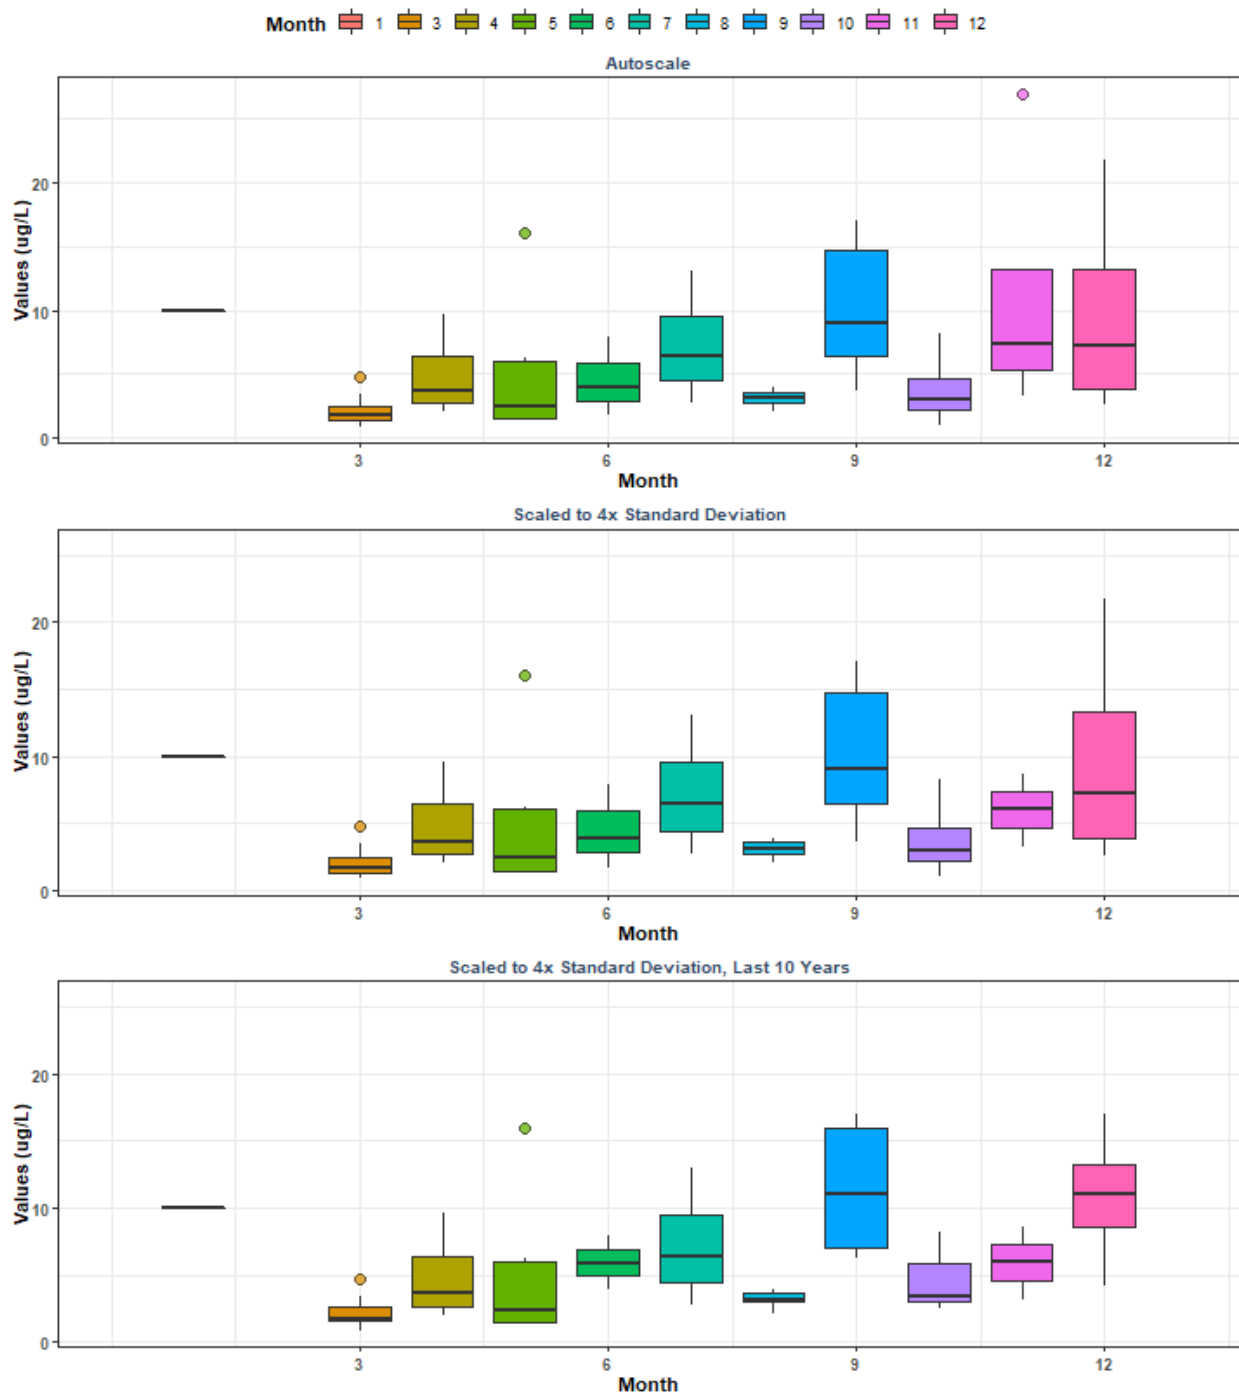 Month 1 3 4 5 6 7 8 9 10 11 12
Autoscale
Values (ug/L)
20
10
0
3 6 9 12
Month
Scaled to 4x Standard Deviation
Values (ug/L)
20
10
0
3 6 9 12
Month
Scaled to 4x Standard Deviation, Last 10 Years
Values (ug/L)
20
10
0
3 6 9 12
Month